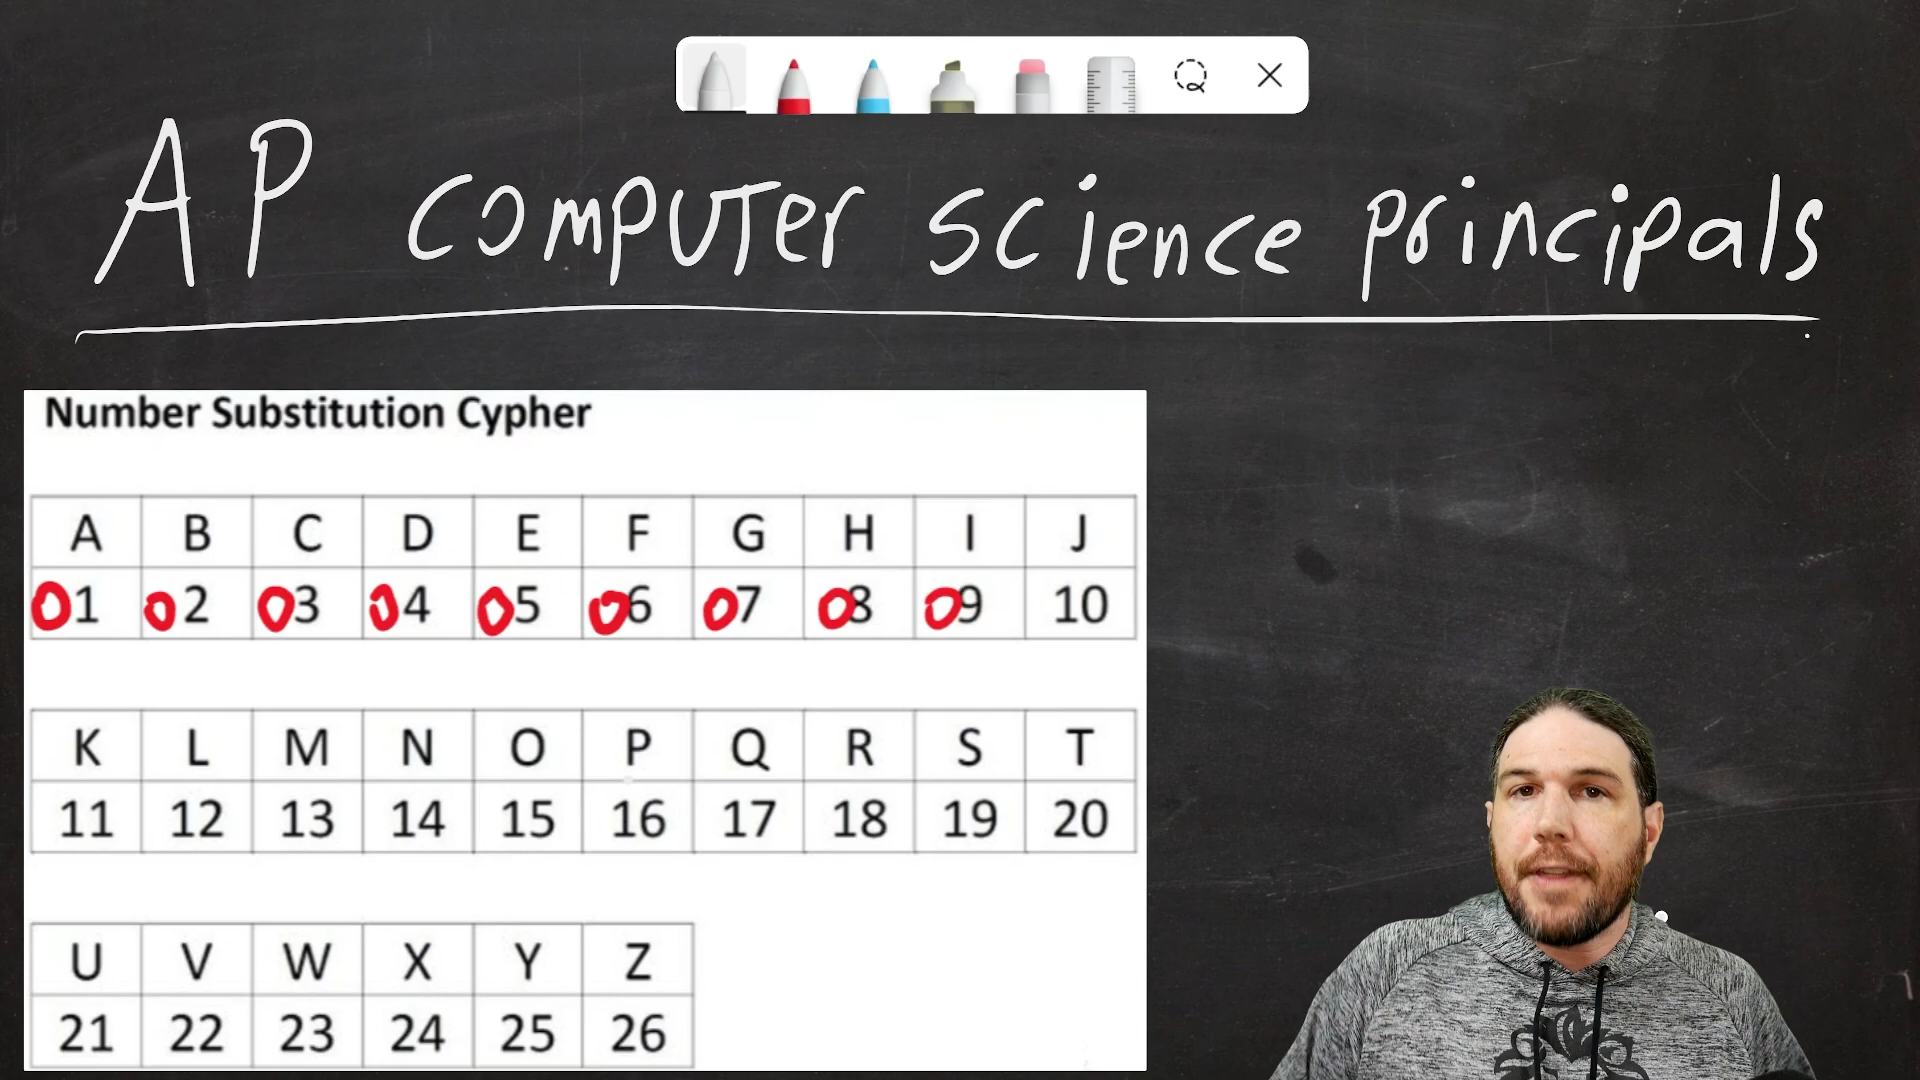 AP computer science principals
Number Substitution Cypher
A B C D E F G H I J
01 02 03 04 05 06 07 08 09 10
K L M N O P Q R S T
11 12 13 14 15 16 17 18 19 20
U V W X Y Z
21 22 23 24 25 26